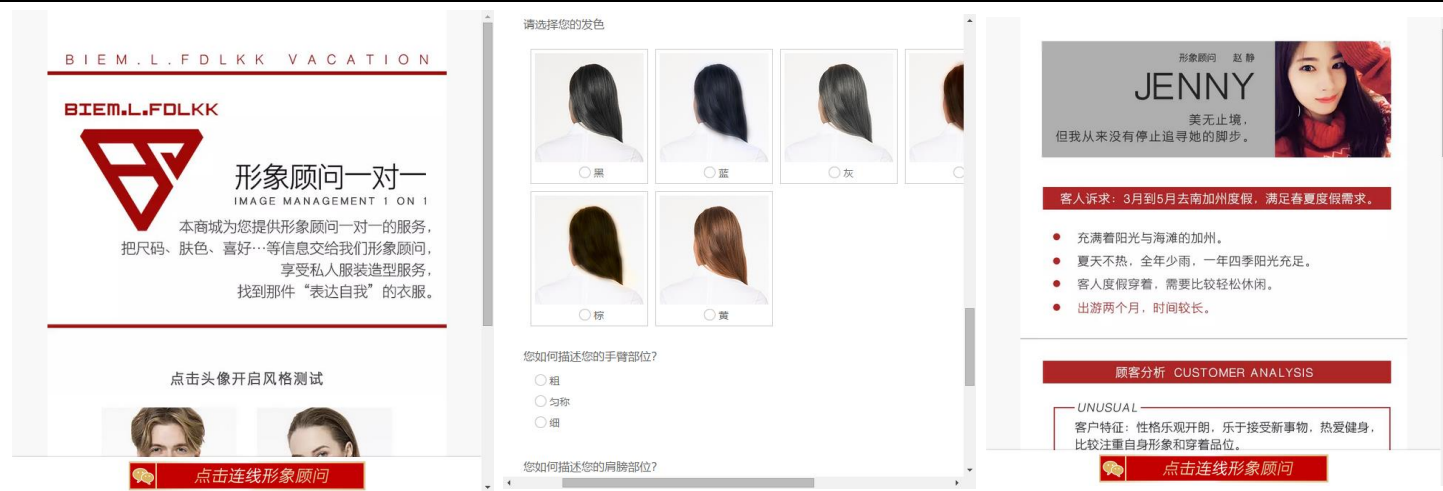 BIEM.L.FDLKK VACATION
BIEM.L.FDLKK
形象顾问一对一
IMAGE MANAGEMENT 1 ON 1
本商城为您提供形象顾问一对一的服务,
把尺码、肤色、喜好…等信息交给我们形象顾问,
享受私人服装造型服务,
找到那件“表达自我”的衣服。
点击头像开启风格测试
点击连线形象顾问
请选择您的发色
黑
蓝
灰
棕
黄
您如何描述您的手臂部位?
粗
匀称
细
您如何描述您的肩膀部位?
形象顾问 赵静
JENNY
美无止境,
但我从来没有停止追寻她的脚步。
客人诉求:3月到5月去南加州度假,满足春夏度假需求。
充满着阳光与海滩的加州。
夏天不热,全年少雨,一年四季阳光充足。
客人度假穿着,需要比较轻松休闲。
出游两个月,时间较长。
顾客分析 CUSTOMER ANALYSIS
UNUSUAL
客户特征:性格乐观开朗,乐于接受新事物,热爱健身,
比较注重自身形象和穿着品位。
点击连线形象顾问